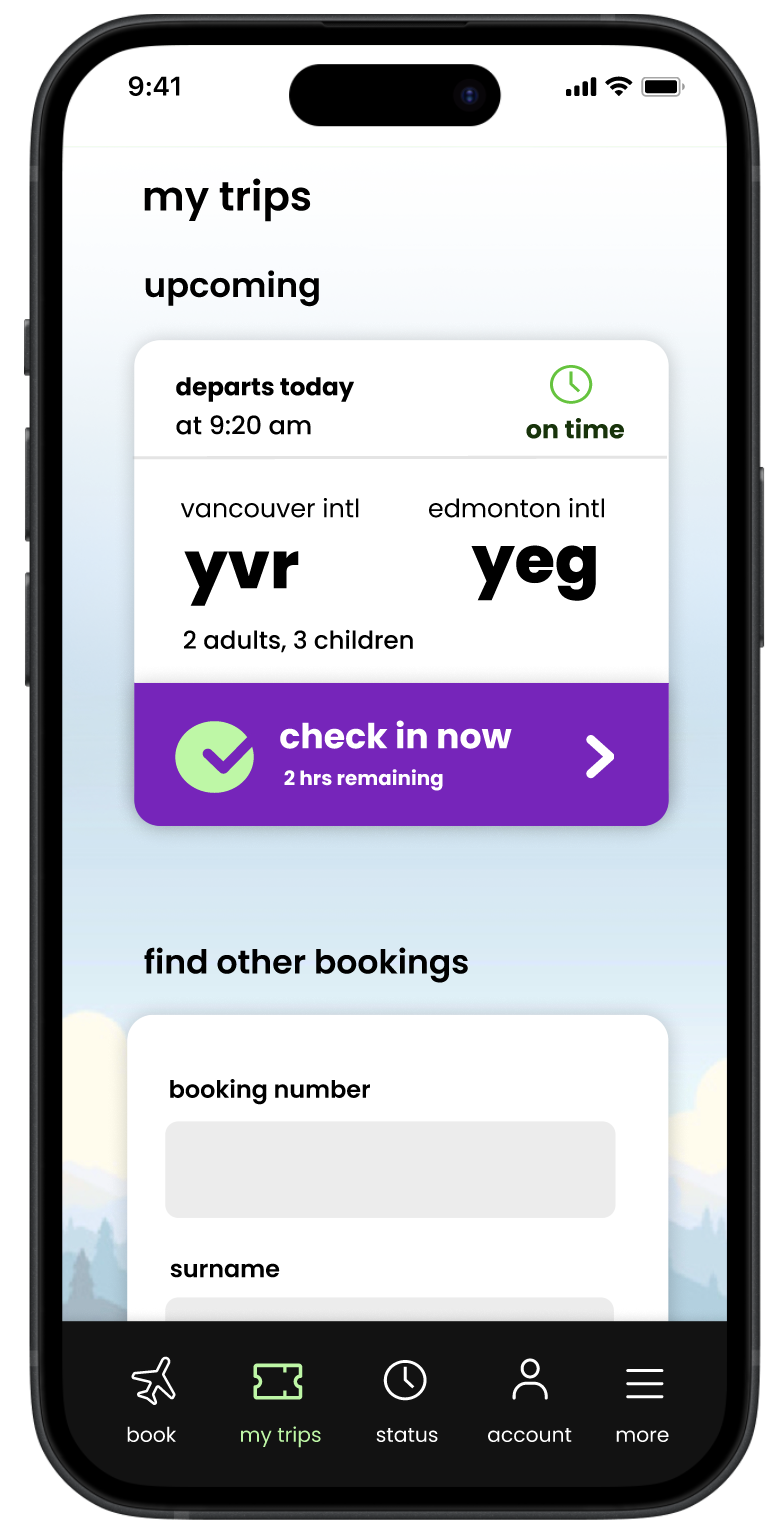 9:41
my trips
upcoming
departs today
at 9:20 am
on time
vancouver intl
edmonton intl
yvr
yeg
2 adults, 3 children
check in now
2 hrs remaining
find other bookings
booking number
surname
book
my trips
status
account
more